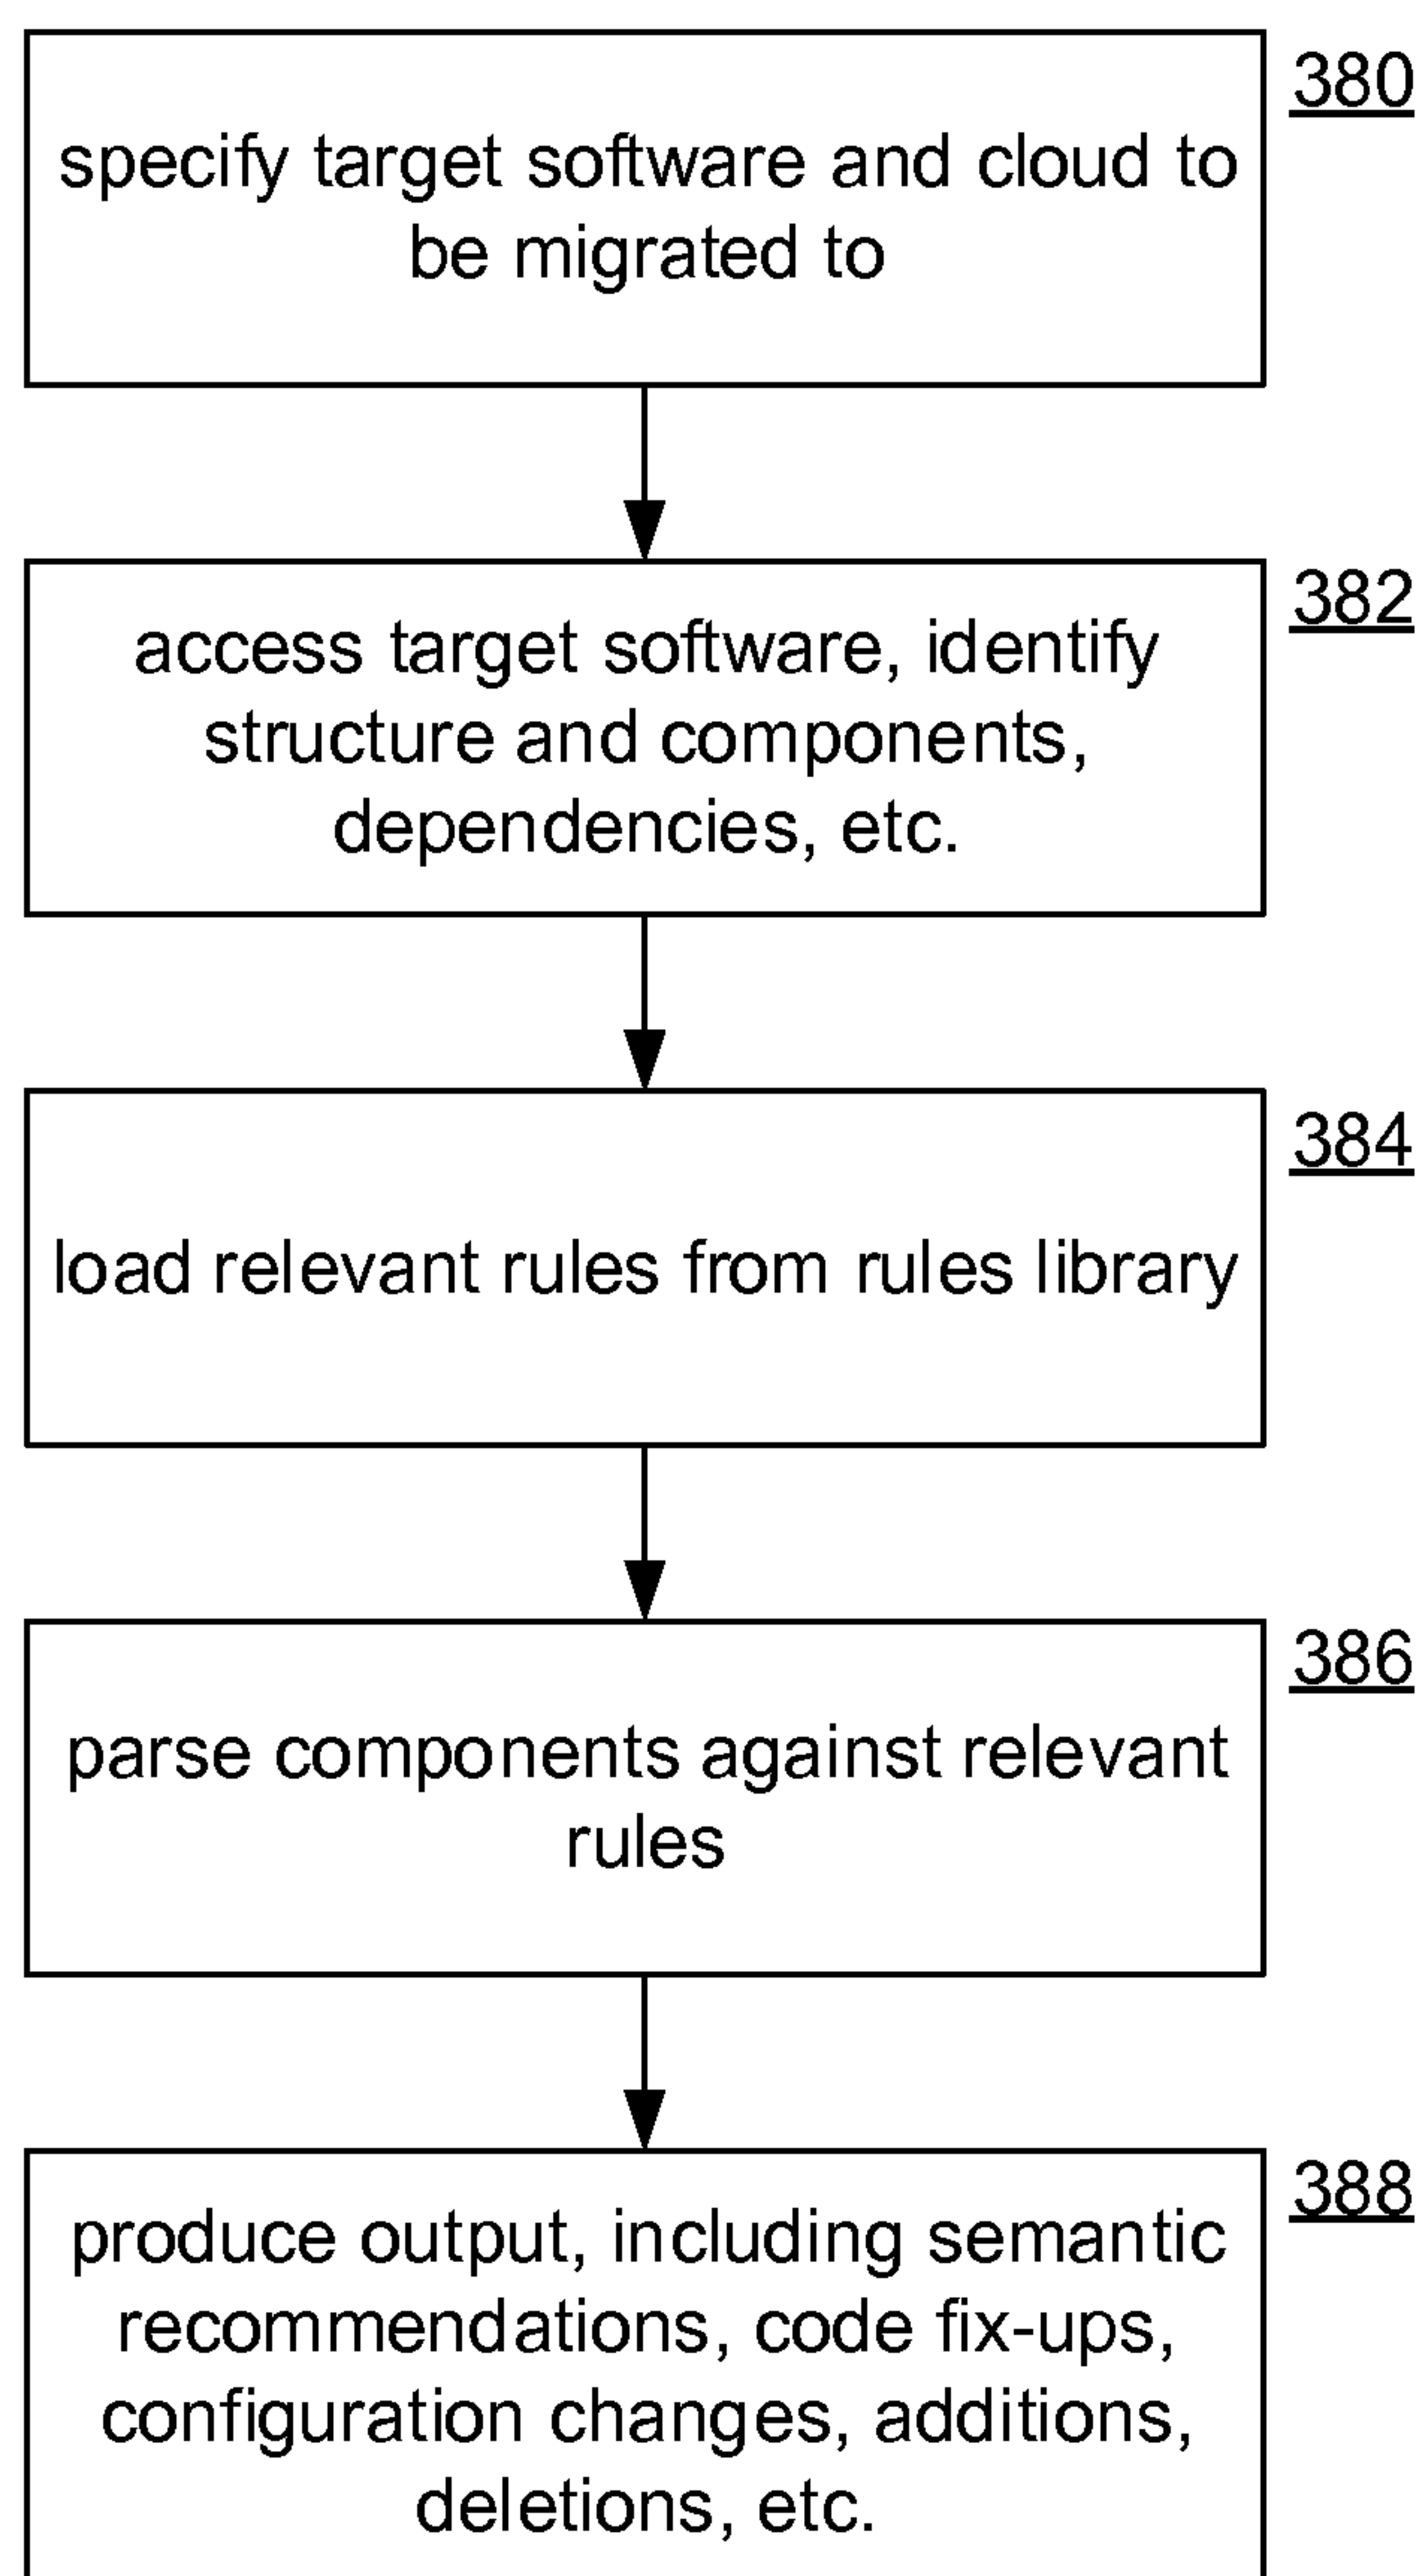 380
specify target software and cloud to
be migrated to
382
access target software, identify
structure and components,
dependencies, etc.
384
load relevant rules from rules library
386
parse components against relevant
rules
388
produce output, including semantic
recommendations, code fix-ups,
configuration changes, additions,
deletions, etc.